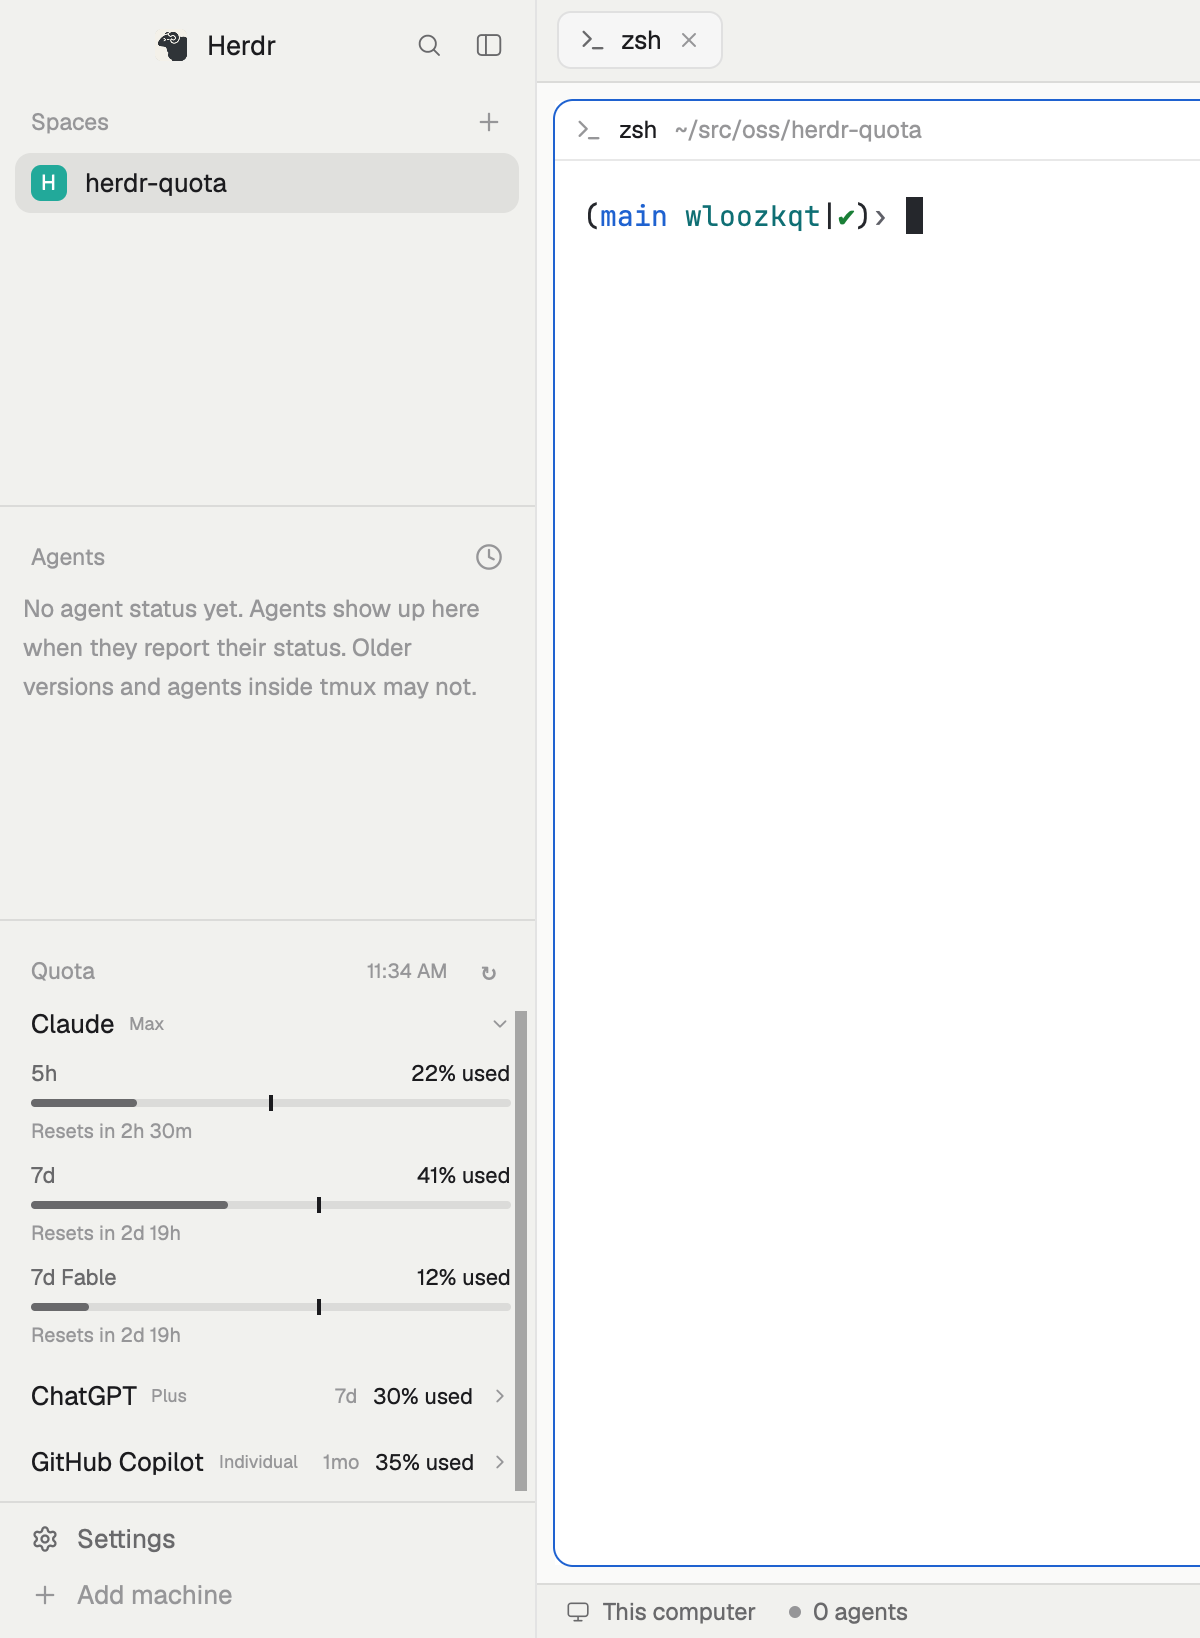 Herdr
Spaces
H herdr-quota
Agents
No agent status yet. Agents show up here
when they report their status. Older
versions and agents inside tmux may not.
Quota 11:34 AM ↻
Claude Max
5h 22% used
Resets in 2h 30m
7d 41% used
Resets in 2d 19h
7d Fable 12% used
Resets in 2d 19h
ChatGPT Plus 7d 30% used
GitHub Copilot Individual 1mo 35% used
Settings
+ Add machine
>_ zsh ×
>_ zsh ~/src/oss/herdr-quota
(main wloozkqt|✔)›
This computer ● 0 agents